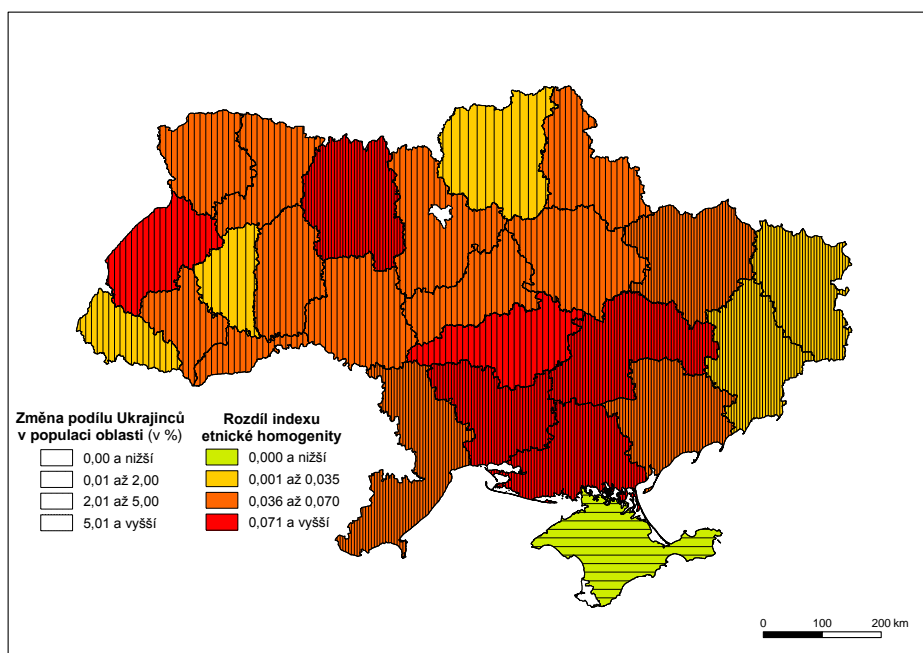 Změna podílu Ukrajinců
v populaci oblasti (v %)
0,00 a nižší
0,01 až 2,00
2,01 až 5,00
5,01 a vyšší
Rozdíl indexu
etnické homogenity
0,000 a nižší
0,001 až 0,035
0,036 až 0,070
0,071 a vyšší
0 100 200 km